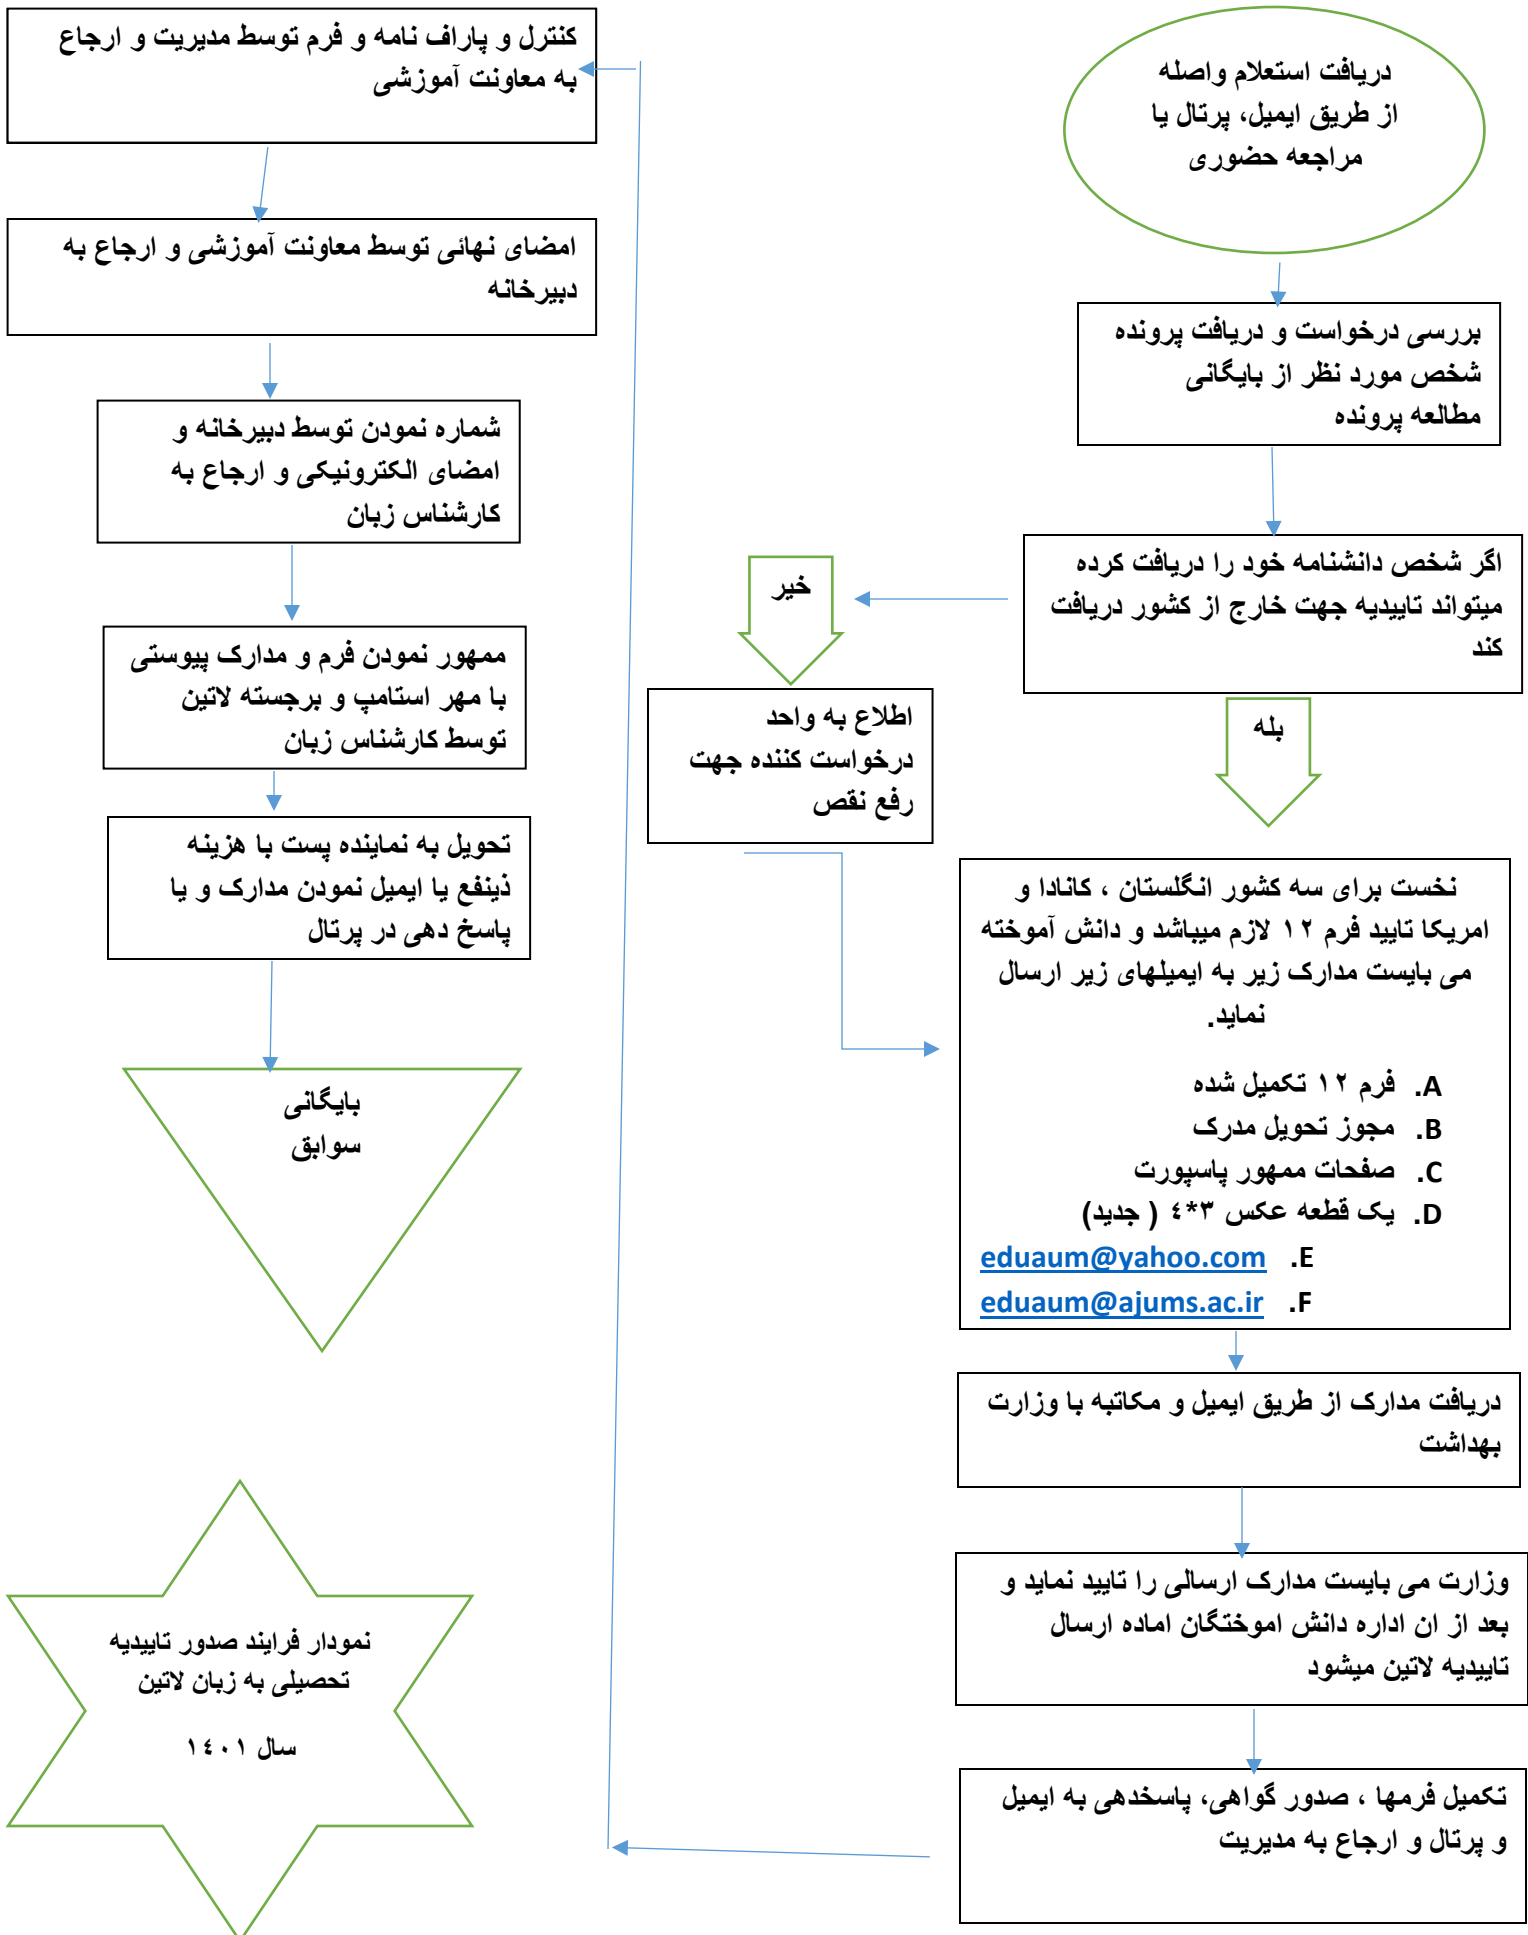 دریافت استعلام واصله
از طریق ایمیل، پرتال یا
مراجعه حضوری
بررسی درخواست و دریافت پرونده
شخص مورد نظر از بایگانی
مطالعه پرونده
اگر شخص دانشنامه خود را دریافت کرده
میتواند تاییدیه جهت خارج از کشور دریافت
کند
خیر
اطلاع به واحد
درخواست کننده جهت
رفع نقص
بله
نخست برای سه کشور انگلستان ، کانادا و
امریکا تایید فرم ۱۲ لازم میباشد و دانش آموخته
می بایست مدارک زیر به ایمیلهای زیر ارسال
نماید.
A. فرم ۱۲ تکمیل شده
B. مجوز تحویل مدرک
C. صفحات ممهور پاسپورت
D. یک قطعه عکس ۳*٤ ( جدید)
E. eduaum@yahoo.com
F. eduaum@ajums.ac.ir
دریافت مدارک از طریق ایمیل و مکاتبه با وزارت
بهداشت
وزارت می بایست مدارک ارسالی را تایید نماید و
بعد از ان اداره دانش اموختگان اماده ارسال
تاییدیه لاتین میشود
تکمیل فرمها ، صدور گواهی، پاسخدهی به ایمیل
و پرتال و ارجاع به مدیریت
کنترل و پاراف نامه و فرم توسط مدیریت و ارجاع
به معاونت آموزشی
امضای نهائی توسط معاونت آموزشی و ارجاع به
دبیرخانه
شماره نمودن توسط دبیرخانه و
امضای الکترونیکی و ارجاع به
کارشناس زبان
ممهور نمودن فرم و مدارک پیوستی
با مهر استامپ و برجسته لاتین
توسط کارشناس زبان
تحویل به نماینده پست با هزینه
ذینفع یا ایمیل نمودن مدارک و یا
پاسخ دهی در پرتال
بایگانی
سوابق
نمودار فرایند صدور تاییدیه
تحصیلی به زبان لاتین
سال ۱٤۰۱